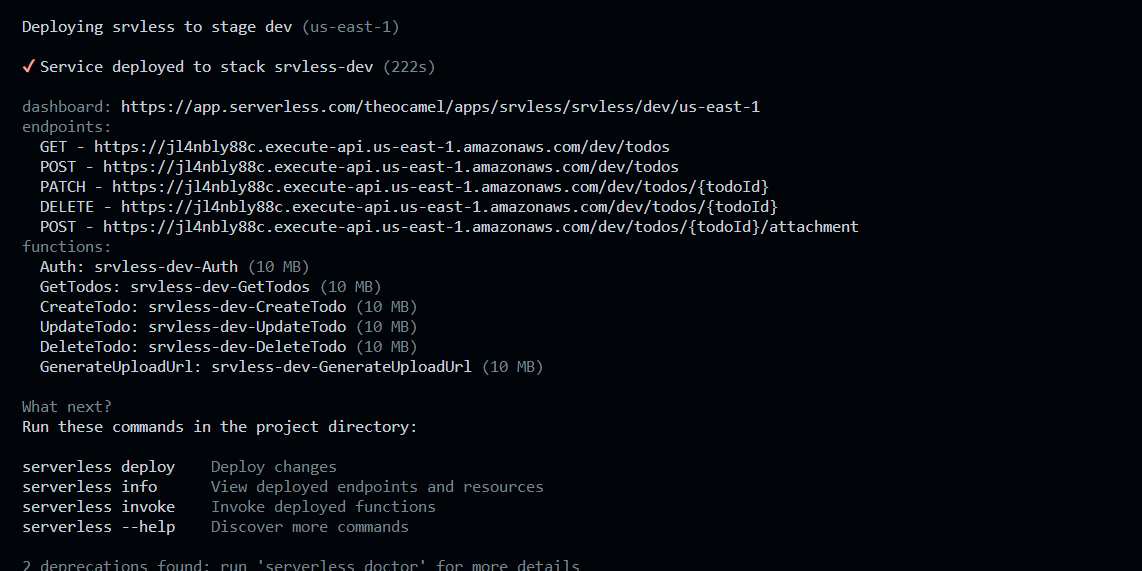 Deploying srvless to stage dev (us-east-1)
✓ Service deployed to stack srvless-dev (222s)
dashboard: https://app.serverless.com/theocamel/apps/srvless/srvless/dev/us-east-1
endpoints:
GET - https://jl4nbly88c.execute-api.us-east-1.amazonaws.com/dev/todos
POST - https://jl4nbly88c.execute-api.us-east-1.amazonaws.com/dev/todos
PATCH - https://jl4nbly88c.execute-api.us-east-1.amazonaws.com/dev/todos/{todoId}
DELETE - https://jl4nbly88c.execute-api.us-east-1.amazonaws.com/dev/todos/{todoId}
POST - https://jl4nbly88c.execute-api.us-east-1.amazonaws.com/dev/todos/{todoId}/attachment
functions:
Auth: srvless-dev-Auth (10 MB)
GetTodos: srvless-dev-GetTodos (10 MB)
CreateTodo: srvless-dev-CreateTodo (10 MB)
UpdateTodo: srvless-dev-UpdateTodo (10 MB)
DeleteTodo: srvless-dev-DeleteTodo (10 MB)
GenerateUploadUrl: srvless-dev-GenerateUploadUrl (10 MB)
What next?
Run these commands in the project directory:
serverless deploy    Deploy changes
serverless info      View deployed endpoints and resources
serverless invoke    Invoke deployed functions
serverless --help    Discover more commands
2 deprecations found: run 'serverless doctor' for more details